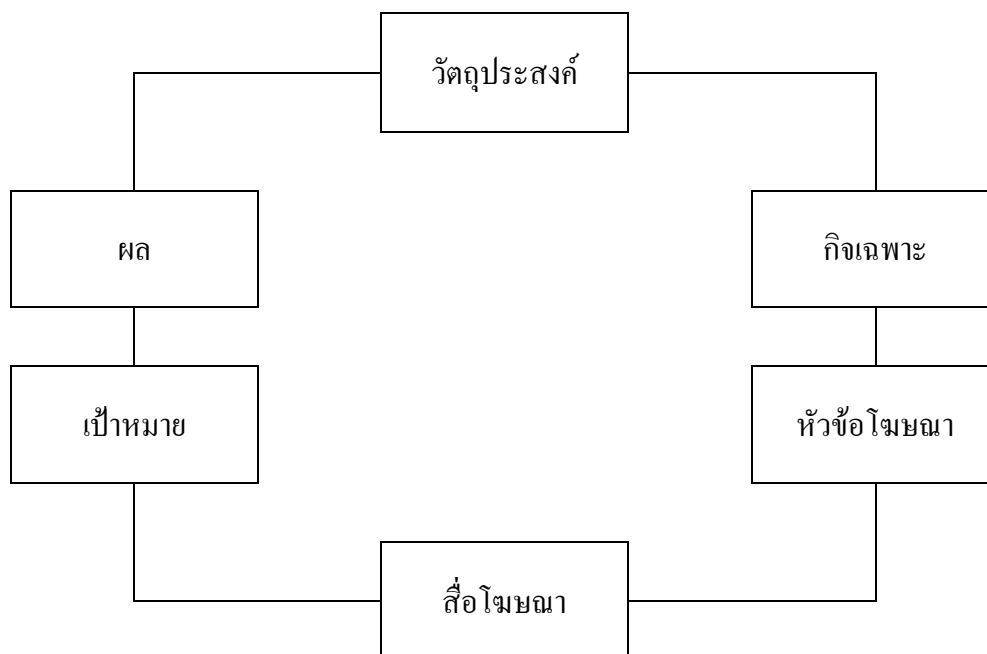 วัตถุประสงค์
ผล
กิจเฉพาะ
เป้าหมาย
หัวข้อโฆษณา
สื่อโฆษณา